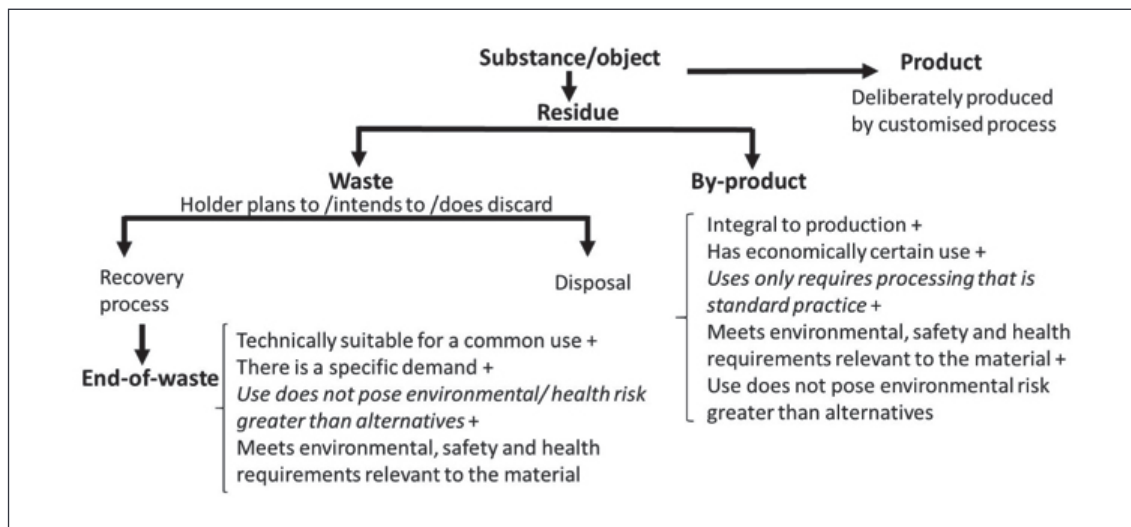 Substance/object
Product
Deliberately produced
by customised process
Residue
Waste
Holder plans to /intends to /does discard
By-product
Integral to production +
Has economically certain use +
Uses only requires processing that is
standard practice +
Meets environmental, safety and health
requirements relevant to the material +
Use does not pose environmental risk
greater than alternatives
Recovery
process
Disposal
End-of-waste
Technically suitable for a common use +
There is a specific demand +
Use does not pose environmental/ health risk
greater than alternatives +
Meets environmental, safety and health
requirements relevant to the material